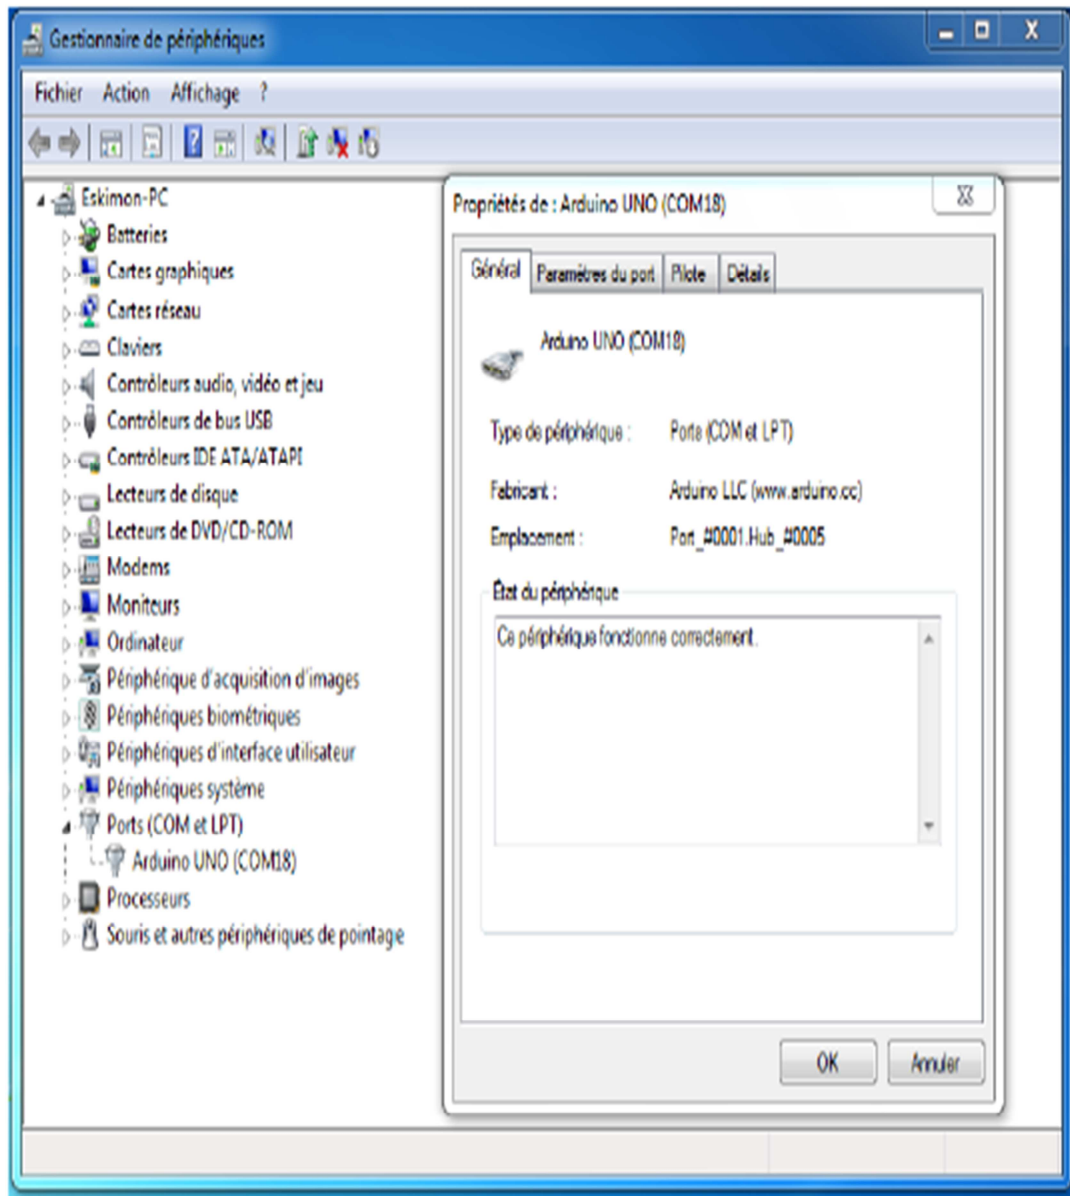 Gestionnaire de périphériques
Fichier Action Affichage ?
Eskimon-PC
Batteries
Cartes graphiques
Cartes réseau
Claviers
Contrôleurs audio, vidéo et jeu
Contrôleurs de bus USB
Contrôleurs IDE ATA/ATAPI
Lecteurs de disque
Lecteurs de DVD/CD-ROM
Modems
Moniteurs
Ordinateur
Périphérique d'acquisition d'images
Périphériques biométriques
Périphériques d'interface utilisateur
Périphériques système
Ports (COM et LPT)
Arduino UNO (COM18)
Processeurs
Souris et autres périphériques de pointage
Propriétés de : Arduino UNO (COM18)
Général Paramètres du port Pilote Détails
Arduino UNO (COM18)
Type de périphérique : Ports (COM et LPT)
Fabricant : Arduino LLC (www.arduino.cc)
Emplacement : Port_#0001.Hub_#0005
État du périphérique
Ce périphérique fonctionne correctement.
OK Annuler